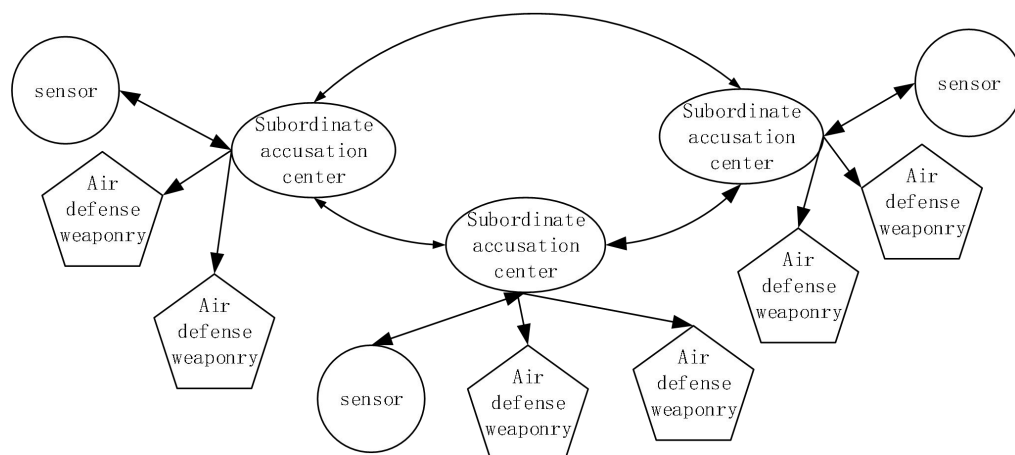 sensor
Subordinate
accusation
center
Air
defense
weaponry
Air
defense
weaponry
Subordinate
accusation
center
sensor
Air
defense
weaponry
Air
defense
weaponry
Subordinate
accusation
center
sensor
Air
defense
weaponry
Air
defense
weaponry